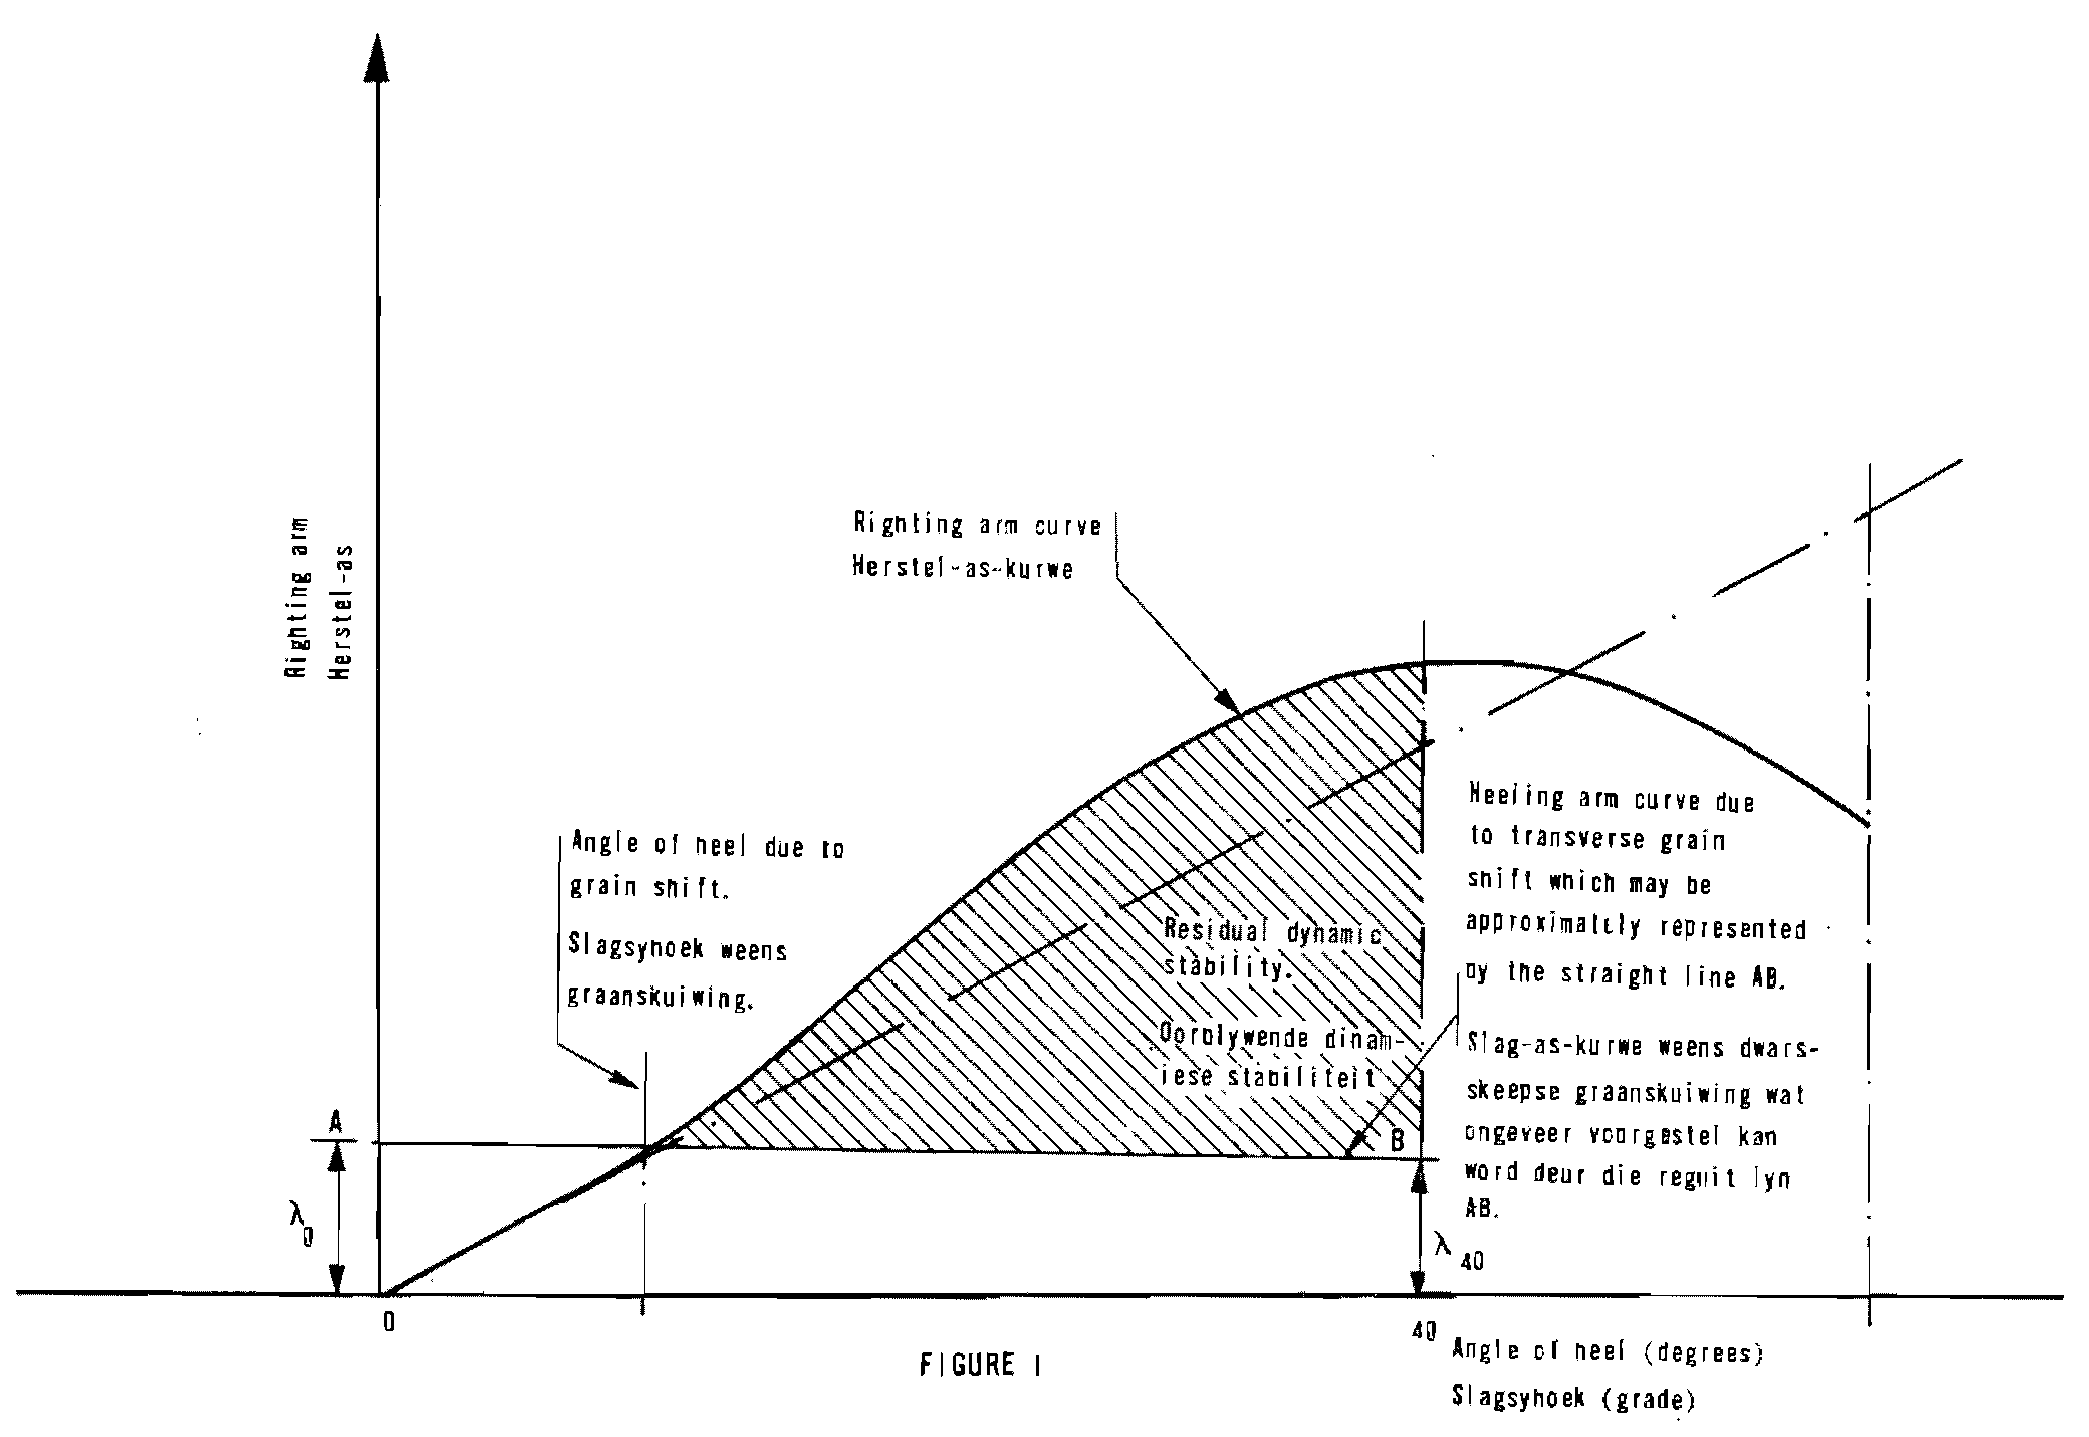 Righting arm
Herstel-as
Righting arm curve
Herstel-as-kurwe
Angle of heel due to
grain shift.
Slagsyhoek weens
graanskuiwing.
Residual dynamic
stability.
Oorblywende dinam-
iese stabiliteit
Heeling arm curve due
to transverse grain
shift which may be
approximately represented
by the straight line AB.
Slag-as-kurwe weens dwars-
skeepse graanskuiwing wat
ongeveer voorgestel kan
word deur die reguit lyn
AB.
A
B
λ0
λ40
0
40
Angle of heel (degrees)
Slagsyhoek (grade)
FIGURE I